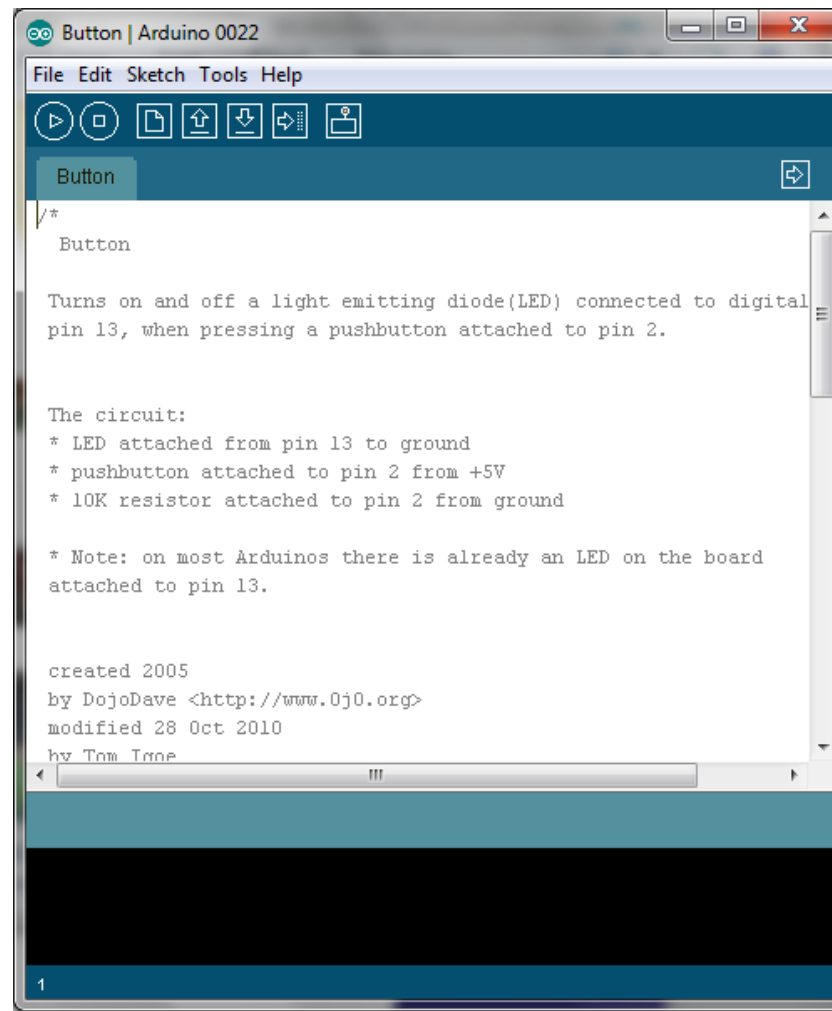 Button | Arduino 0022
File Edit Sketch Tools Help
Button
/*
Button
Turns on and off a light emitting diode(LED) connected to digital
pin 13, when pressing a pushbutton attached to pin 2.
The circuit:
* LED attached from pin 13 to ground
* pushbutton attached to pin 2 from +5V
* 10K resistor attached to pin 2 from ground
* Note: on most Arduinos there is already an LED on the board
attached to pin 13.
created 2005
by DojoDave <http://www.0j0.org>
modified 28 Oct 2010
by Tom Igoe
1